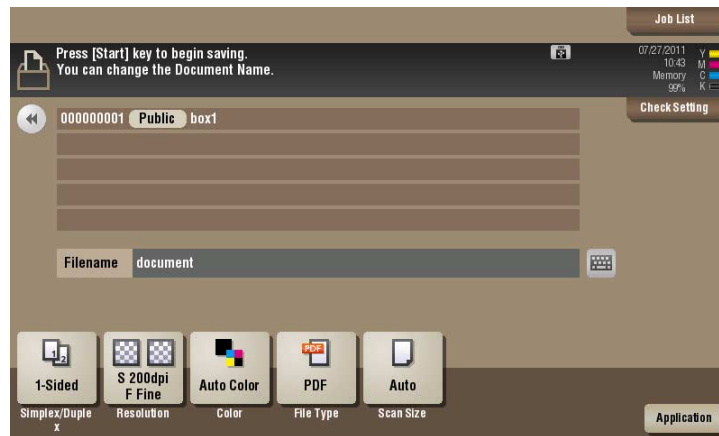 Job List
Press [Start] key to begin saving.
You can change the Document Name.
07/27/2011
10:43
Memory
99%
Y
M
C
K
Check Setting
000000001 Public box1
Filename document
1 2
1-Sided
S 200dpi
F Fine
Auto Color
PDF
PDF
Auto
Simplex/Duple
x
Resolution
Color
File Type
Scan Size
Application